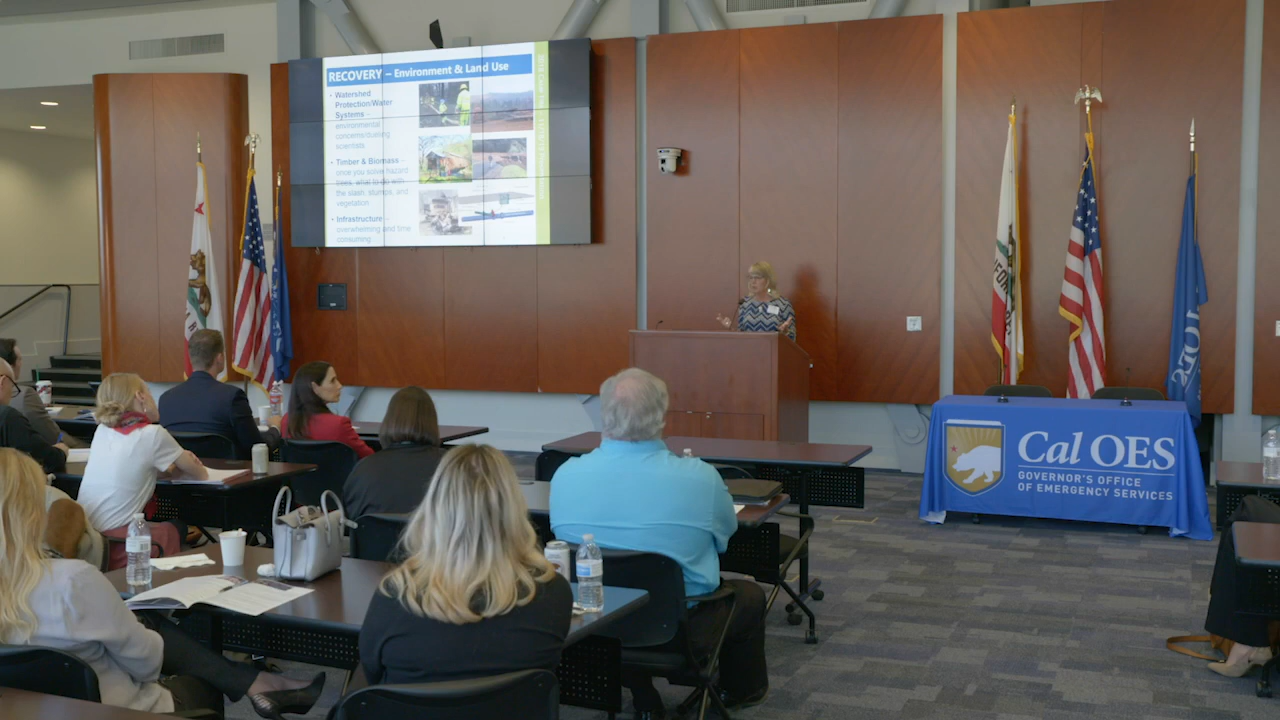 RECOVERY – Environment & Land Use
• Watershed
Protection/Water
Systems –
environmental
concerns/dueling
scientists
• Timber & Biomass –
once you solve hazard
trees, what to do with
the slash, stumps, and
vegetation
• Infrastructure –
overwhelming and time
consuming
Cal OES
GOVERNOR'S OFFICE
OF EMERGENCY SERVICES
OES